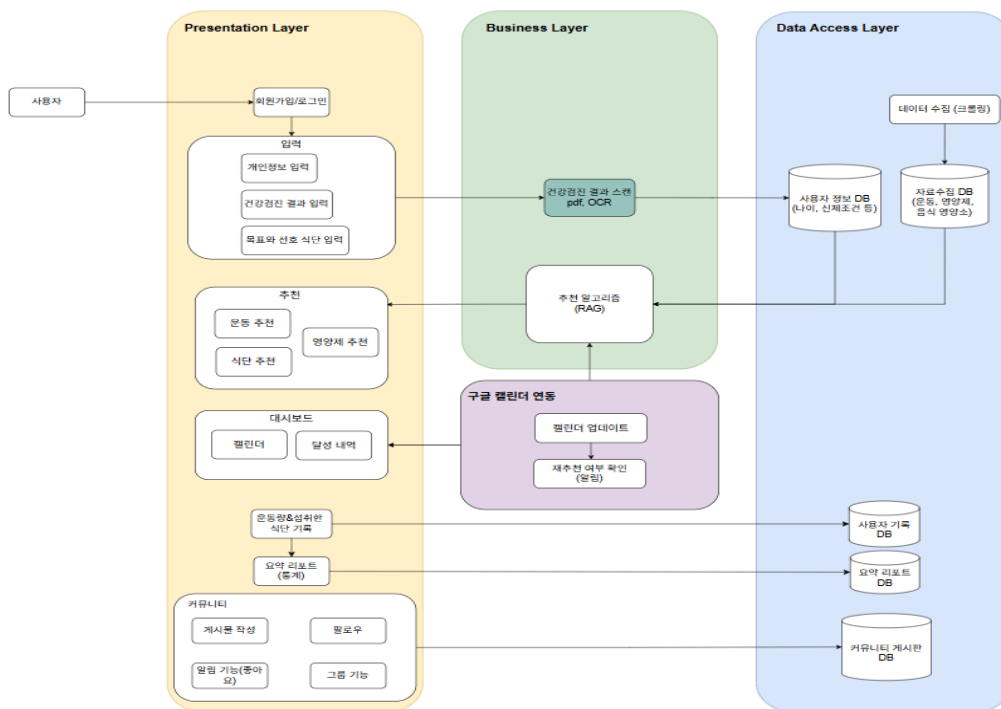 Presentation Layer
Business Layer
Data Access Layer
사용자
회원가입/로그인
데이터 수집 (크롤링)
입력
개인정보 입력
건강검진 결과 입력
목표와 선호 식단 입력
건강검진 결과 스캔
pdf, OCR
사용자 정보 DB
(나이, 신체조건 등)
자료수집 DB
(운동, 영양제,
음식 영양소)
추천
운동 추천
영양제 추천
식단 추천
추천 알고리즘
(RAG)
구글 캘린더 연동
캘린더 업데이트
재추천 여부 확인
(알림)
대시보드
캘린더
달성 내역
운동량&섭취한
식단 기록
사용자 기록
DB
요약 리포트
(통계)
요약 리포트
DB
커뮤니티
게시물 작성
팔로우
알림 기능(좋아
요)
그룹 기능
커뮤니티 게시판
DB